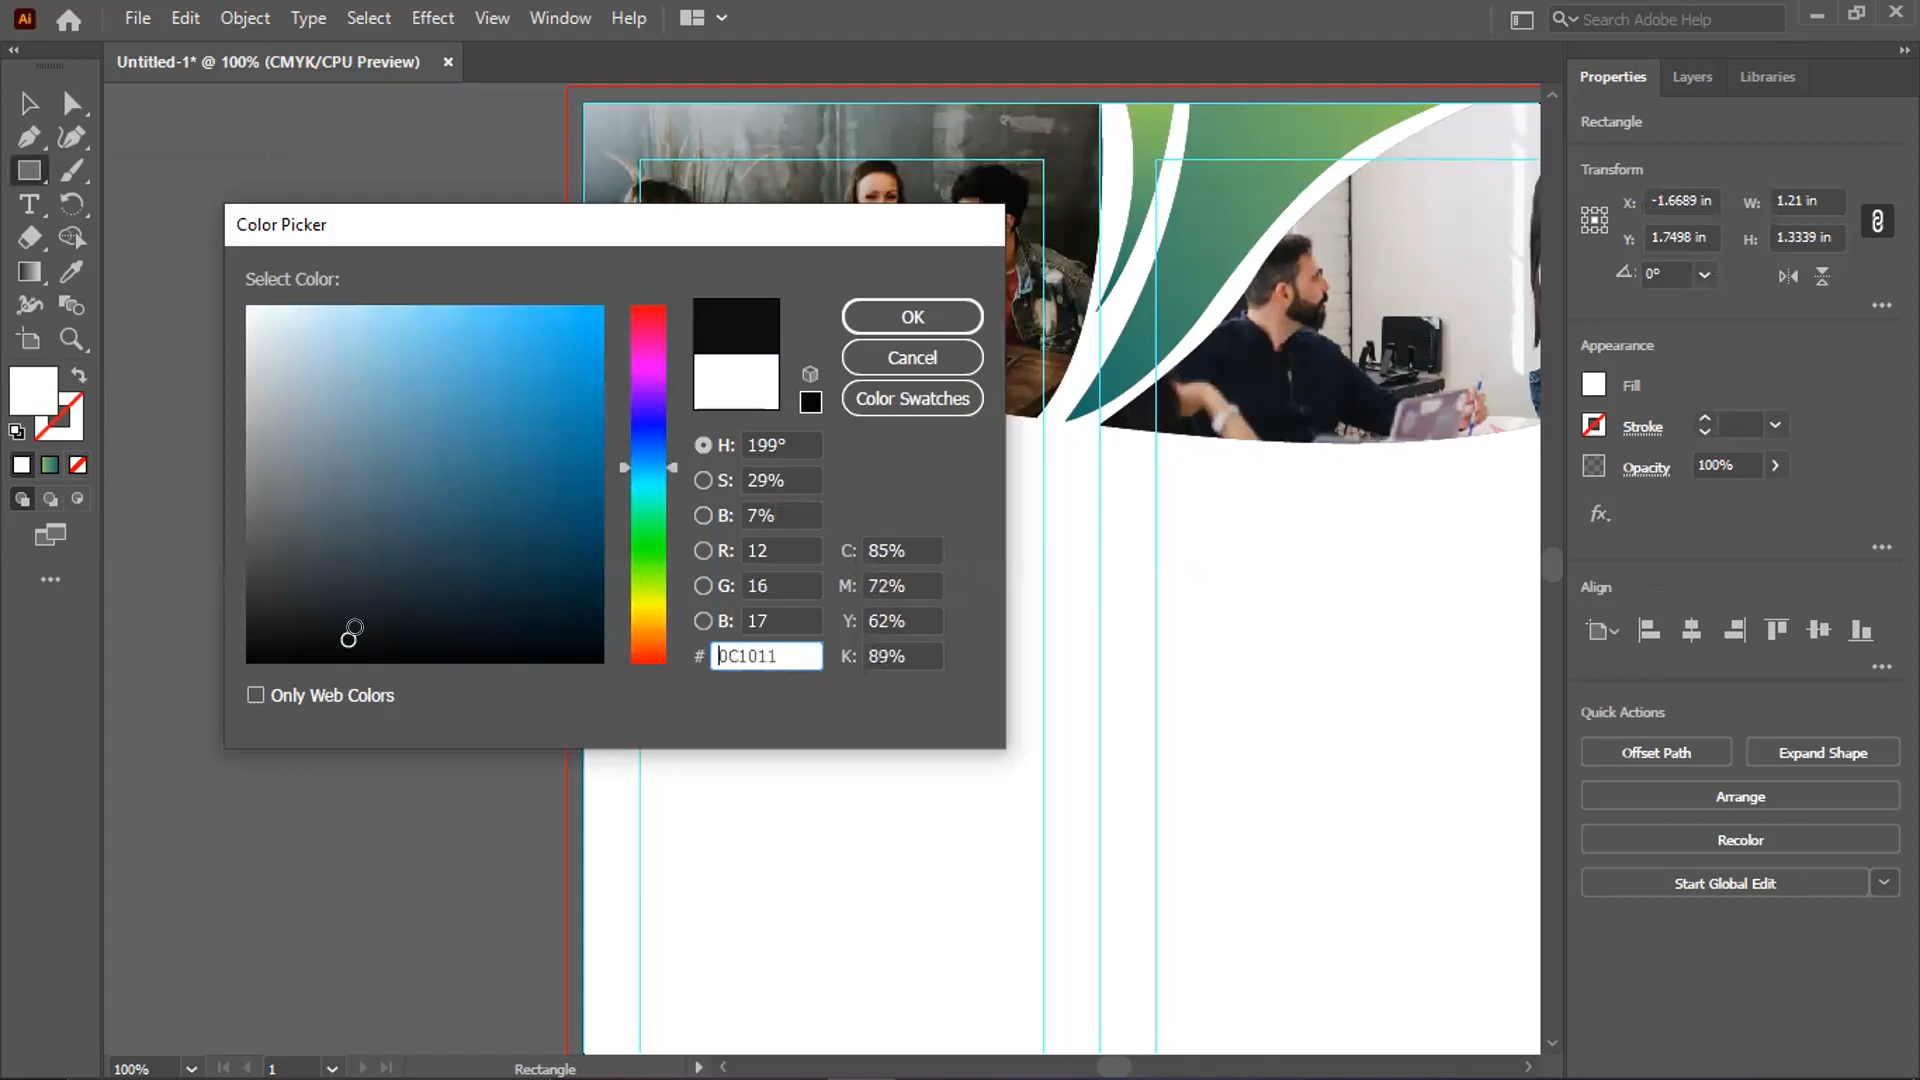 Ai
File Edit Object Type Select Effect View Window Help
Search Adobe Help
Untitled-1* @ 100% (CMYK/CPU Preview)
Properties Layers Libraries
Rectangle
Transform
X: -1.6689 in W: 1.21 in
Y: 1.7498 in H: 1.3339 in
0°
Appearance
Fill
Stroke
Opacity 100%
fx.
Align
Quick Actions
Offset Path Expand Shape
Arrange
Recolor
Start Global Edit
Color Picker
Select Color:
OK
Cancel
Color Swatches
H: 199°
S: 29%
B: 7%
R: 12 C: 85%
G: 16 M: 72%
B: 17 Y: 62%
# 0C1011 K: 89%
Only Web Colors
100% 1 Rectangle